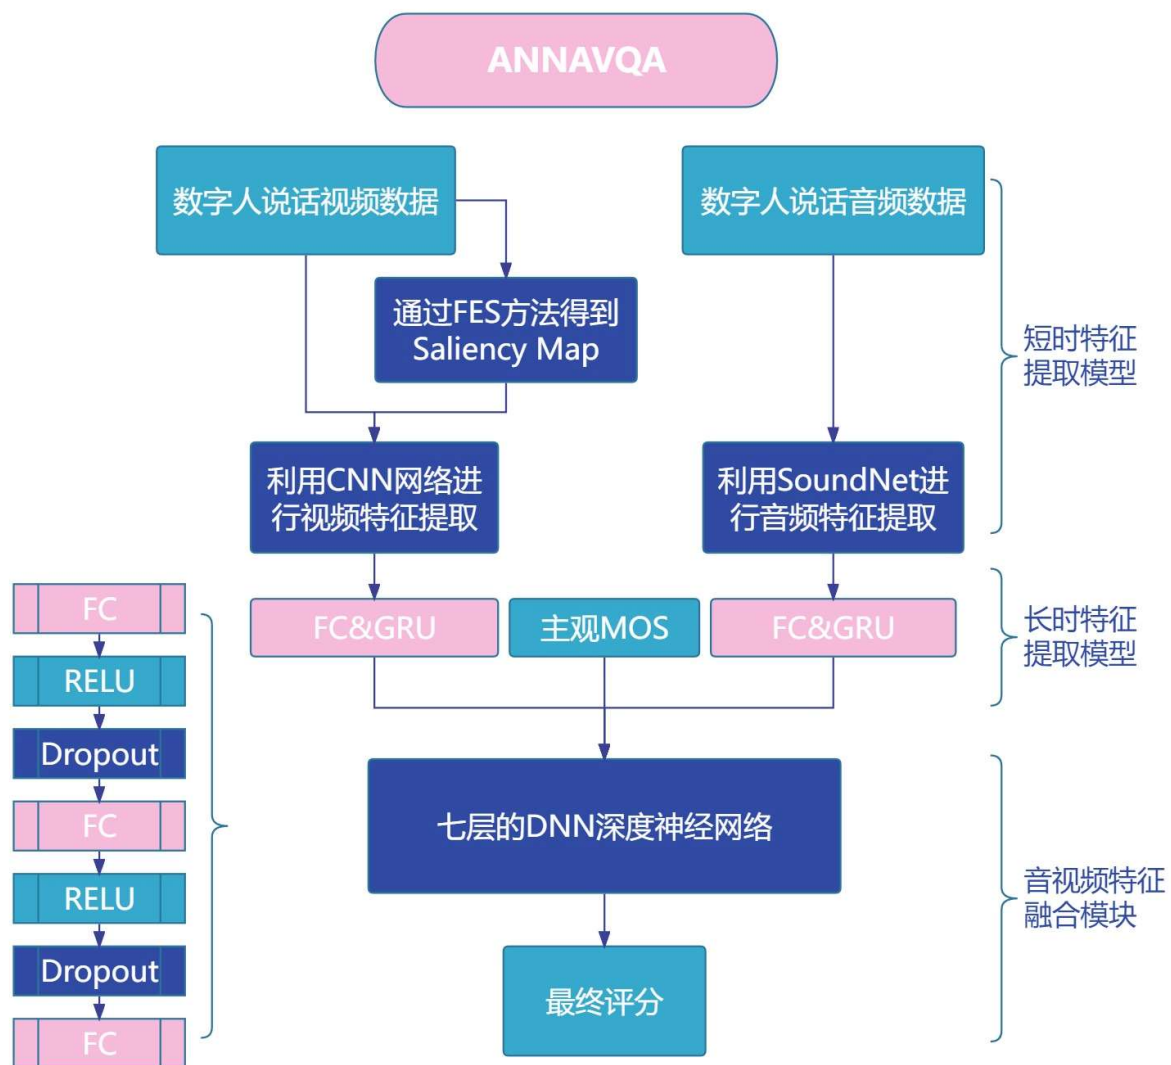 ANNAVQA
数字人说话视频数据
数字人说话音频数据
通过FES方法得到
Saliency Map
短时特征
提取模型
利用CNN网络进
行视频特征提取
利用SoundNet进
行音频特征提取
FC&GRU
主观MOS
FC&GRU
长时特征
提取模型
FC
RELU
Dropout
FC
RELU
Dropout
FC
七层的DNN深度神经网络
音视频特征
融合模块
最终评分